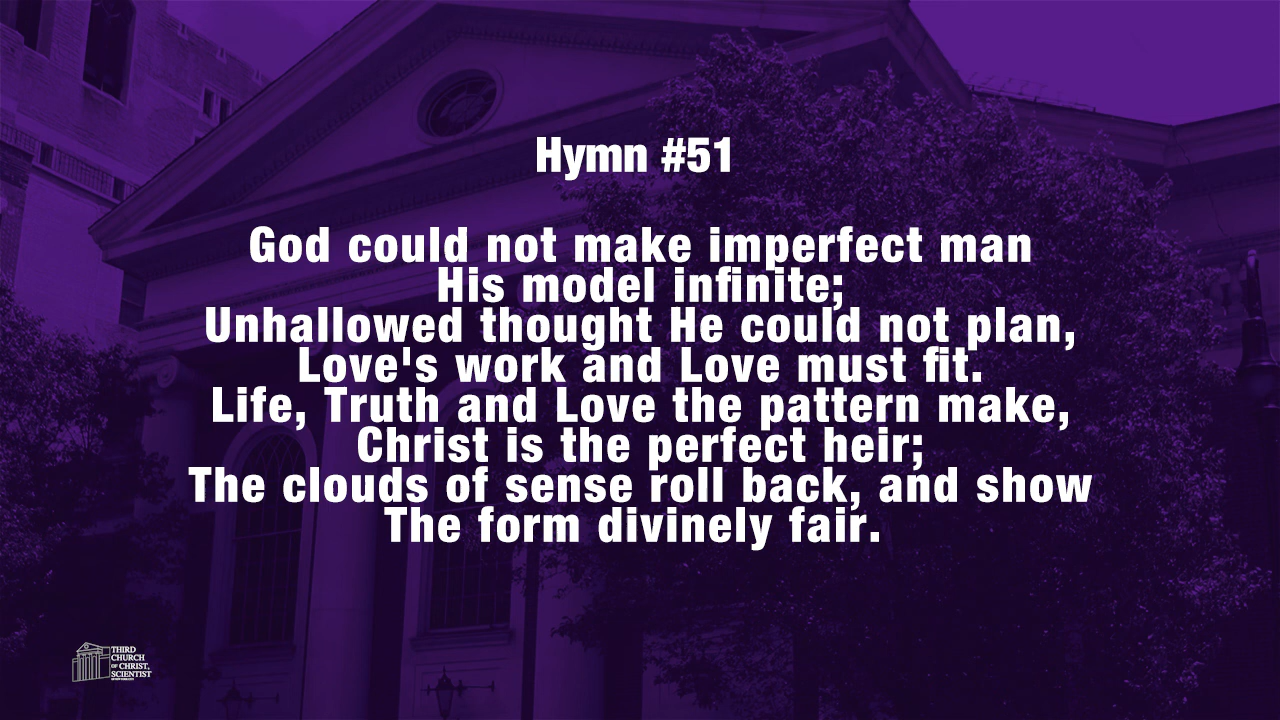 Hymn #51
God could not make imperfect man
His model infinite;
Unhallowed thought He could not plan,
Love's work and Love must fit.
Life, Truth and Love the pattern make,
Christ is the perfect heir;
The clouds of sense roll back, and show
The form divinely fair.
THIRD
CHURCH
OF CHRIST,
SCIENTIST